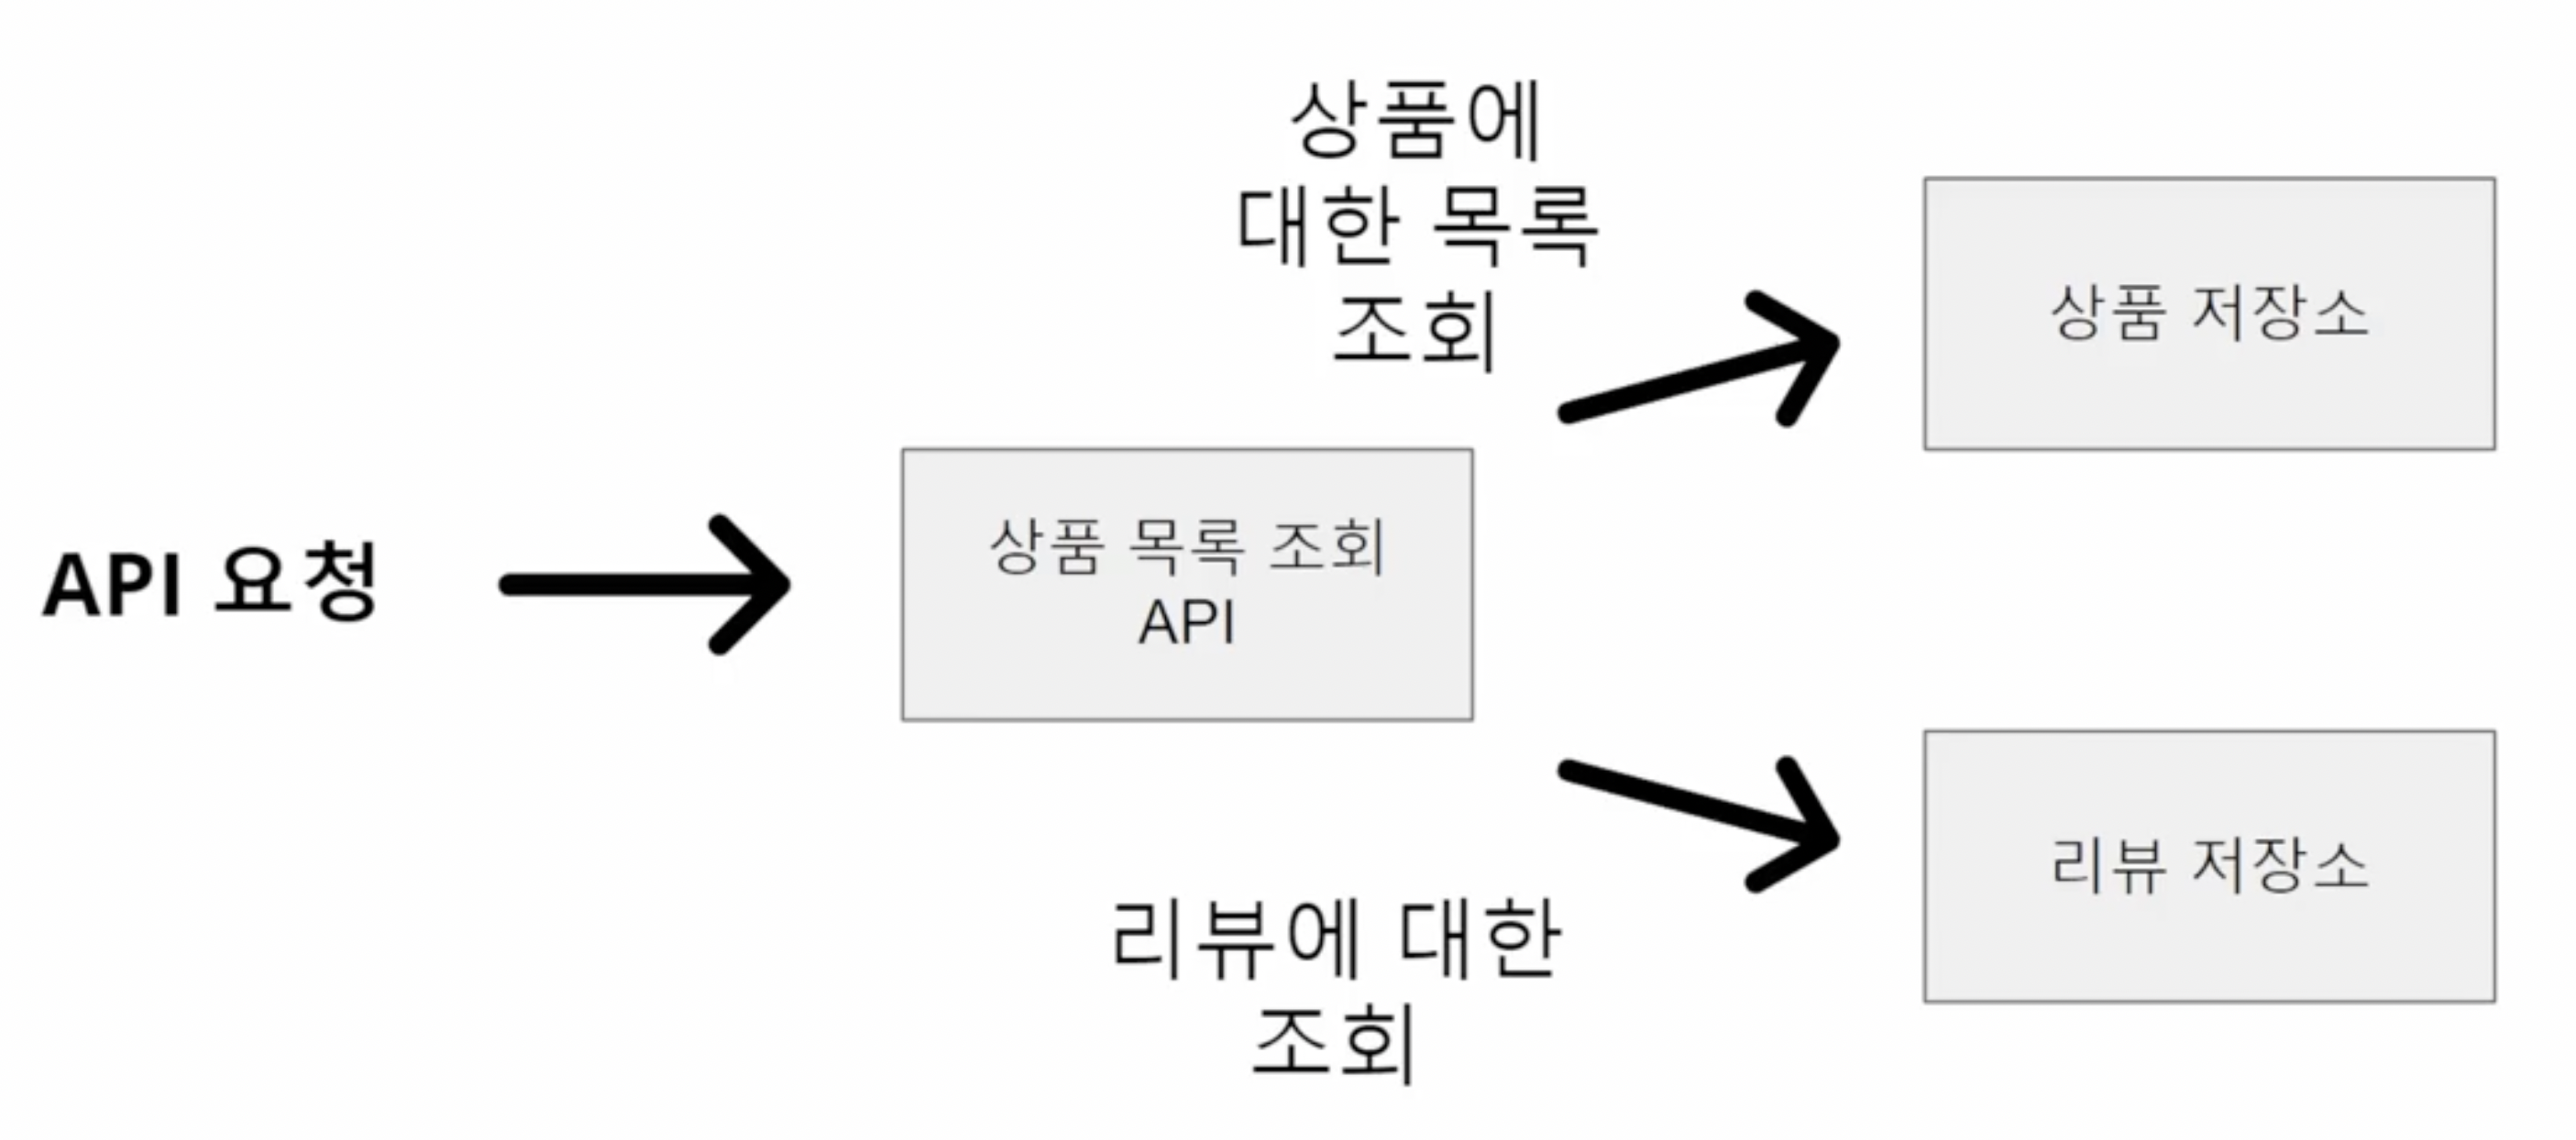 상품에
대한 목록
조회
상품 저장소
API 요청
상품 목록 조회
API
리뷰 저장소
리뷰에 대한
조회